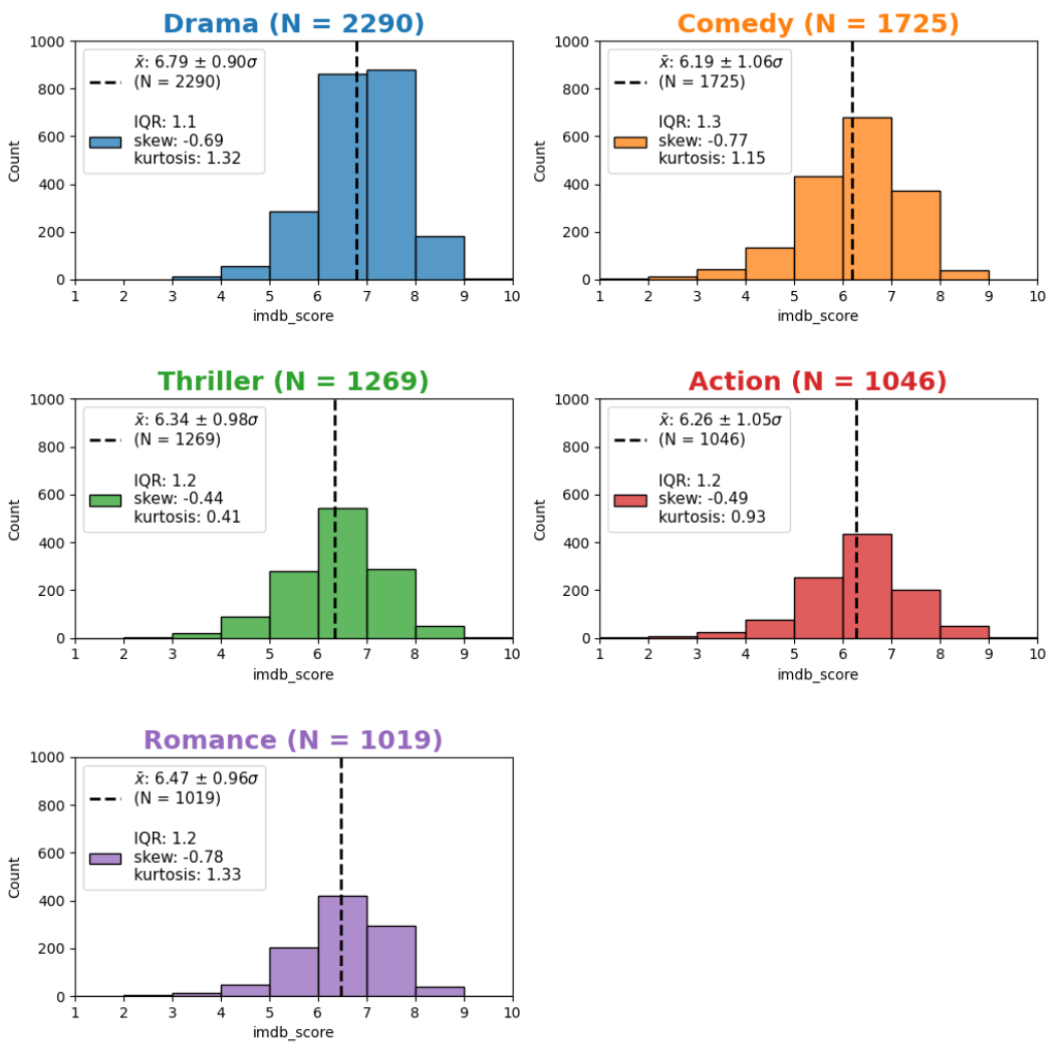 Drama (N = 2290)
1000
800
600
400
200
0
Count
x̄: 6.79 ± 0.90σ
(N = 2290)
IQR: 1.1
skew: -0.69
kurtosis: 1.32
1 2 3 4 5 6 7 8 9 10
imdb_score
Comedy (N = 1725)
1000
800
600
400
200
0
Count
x̄: 6.19 ± 1.06σ
(N = 1725)
IQR: 1.3
skew: -0.77
kurtosis: 1.15
1 2 3 4 5 6 7 8 9 10
imdb_score
Thriller (N = 1269)
1000
800
600
400
200
0
Count
x̄: 6.34 ± 0.98σ
(N = 1269)
IQR: 1.2
skew: -0.44
kurtosis: 0.41
1 2 3 4 5 6 7 8 9 10
imdb_score
Action (N = 1046)
1000
800
600
400
200
0
Count
x̄: 6.26 ± 1.05σ
(N = 1046)
IQR: 1.2
skew: -0.49
kurtosis: 0.93
1 2 3 4 5 6 7 8 9 10
imdb_score
Romance (N = 1019)
1000
800
600
400
200
0
Count
x̄: 6.47 ± 0.96σ
(N = 1019)
IQR: 1.2
skew: -0.78
kurtosis: 1.33
1 2 3 4 5 6 7 8 9 10
imdb_score